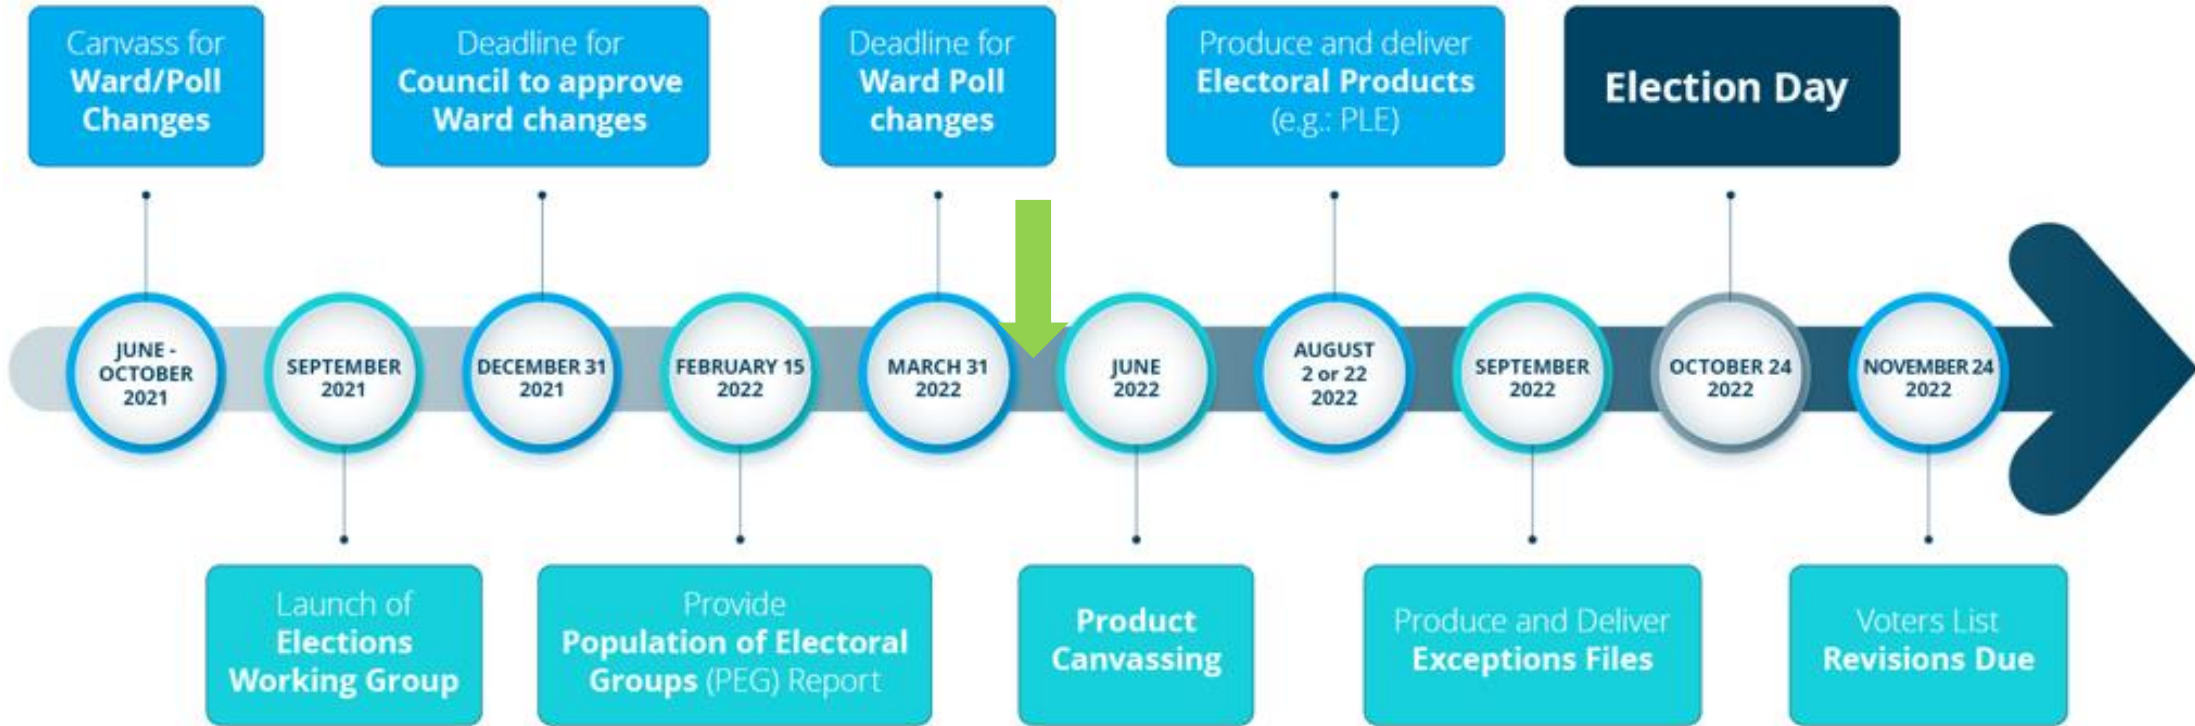 Canvass for
Ward/Poll
Changes
Deadline for
Council to approve
Ward changes
Deadline for
Ward Poll
changes
Produce and deliver
Electoral Products
(e.g.: PLE)
Election Day
JUNE -
OCTOBER
2021
SEPTEMBER
2021
DECEMBER 31
2021
FEBRUARY 15
2022
MARCH 31
2022
JUNE
2022
AUGUST
2 or 22
2022
SEPTEMBER
2022
OCTOBER 24
2022
NOVEMBER 24
2022
Launch of
Elections
Working Group
Provide
Population of Electoral
Groups (PEG) Report
Product
Canvassing
Produce and Deliver
Exceptions Files
Voters List
Revisions Due